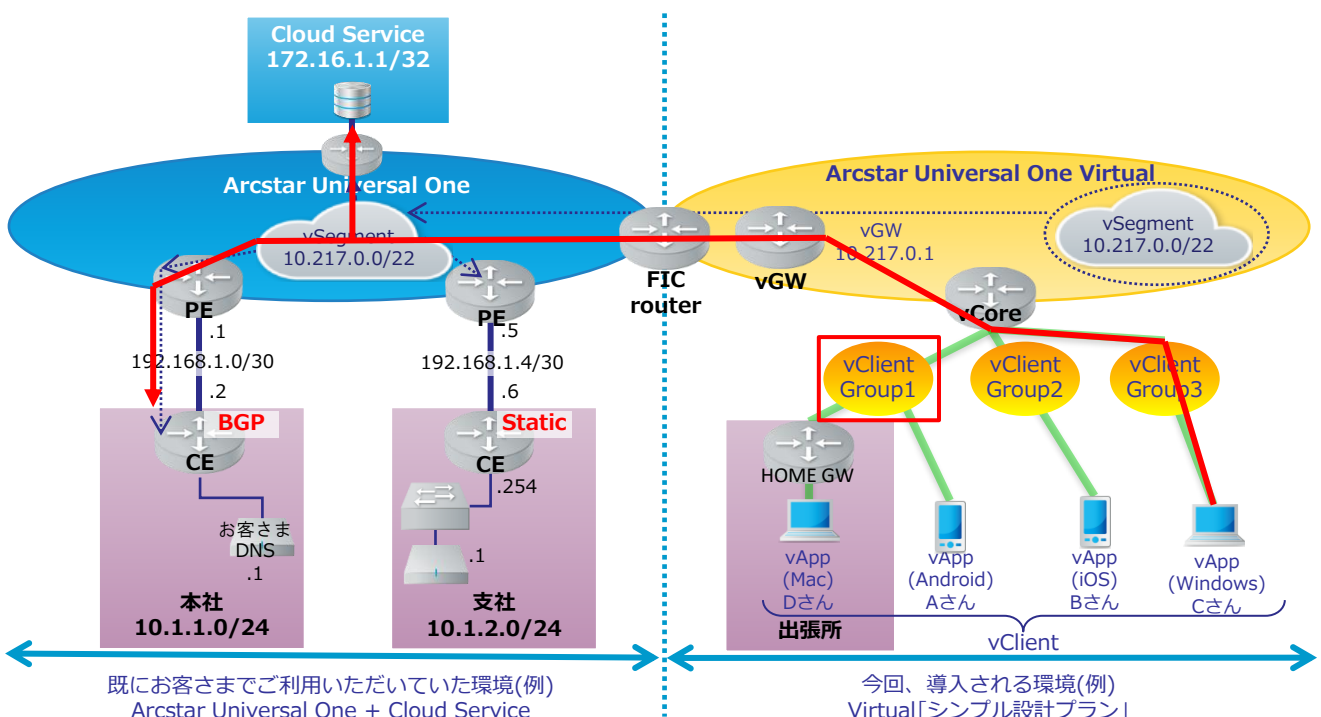 Cloud Service
172.16.1.1/32
Arcstar Universal One
Arcstar Universal One Virtual
vSegment
10.217.0.0/22
vGW
10.217.0.1
vSegment
10.217.0.0/22
FIC
router
vGW
PE
PE
vCore
.1
192.168.1.0/30
.2
.5
192.168.1.4/30
.6
vClient
Group1
vClient
Group2
vClient
Group3
BGP
CE
Static
CE
HOME GW
.254
お客さま
DNS
.1
.1
vApp
(Mac)
Dさん
vApp
(Android)
Aさん
vApp
(iOS)
Bさん
vApp
(Windows)
Cさん
本社
10.1.1.0/24
支社
10.1.2.0/24
出張所
vClient
既にお客さまでご利用いただいていた環境(例)
Arcstar Universal One + Cloud Service
今回、導入される環境(例)
Virtual「シンプル設計プラン」